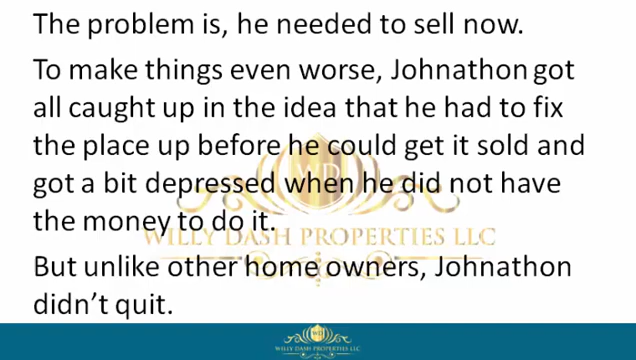 The problem is, he needed to sell now.
To make things even worse, Johnathon got
all caught up in the idea that he had to fix
the place up before he could get it sold and
got a bit depressed when he did not have
the money to do it.
WILLY DASH PROPERTIES LLC
But unlike other home owners, Johnathon
didn’t quit.
WILLY DASH PROPERTIES LLC